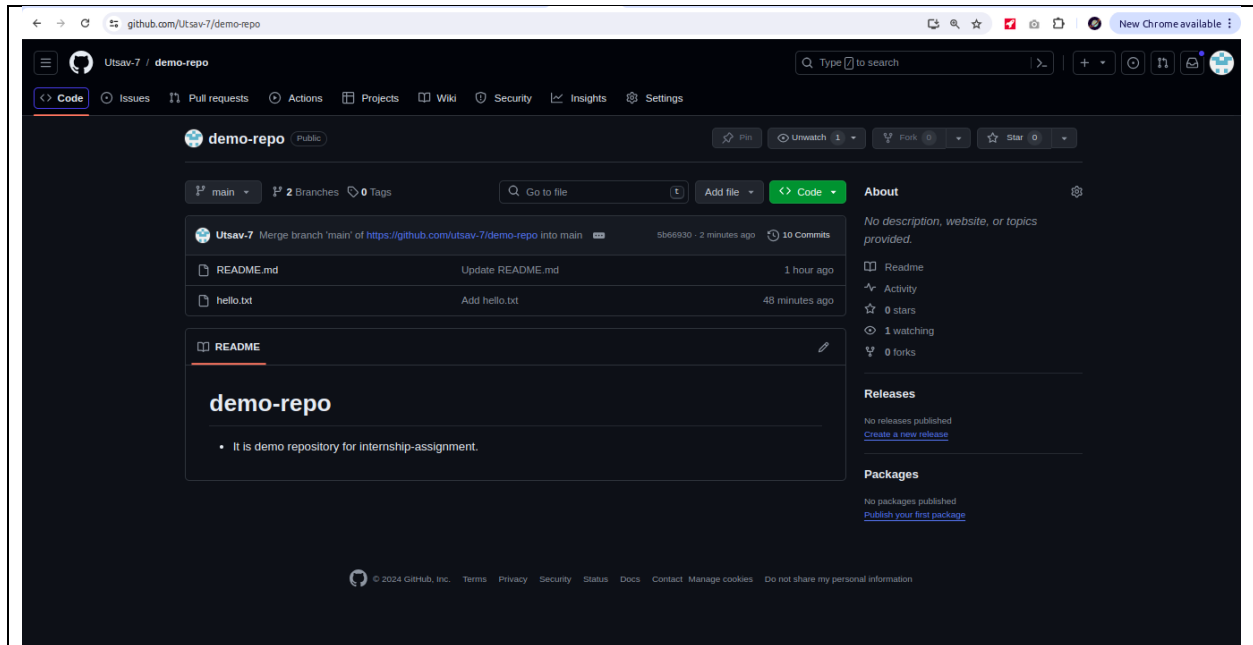 github.com/Utsav-7/demo-repo
New Chrome available
Utsav-7 / demo-repo
Type / to search
Code Issues Pull requests Actions Projects Wiki Security Insights Settings
demo-repo Public
Pin Unwatch 1 Fork 0 Star 0
main 2 Branches 0 Tags
Go to file t Add file Code
Utsav-7 Merge branch 'main' of https://github.com/utsav-7/demo-repo into main 5b66930 · 2 minutes ago 10 Commits
README.md Update README.md 1 hour ago
hello.txt Add hello.txt 48 minutes ago
README
demo-repo
• It is demo repository for internship-assignment.
About
No description, website, or topics
provided.
Readme
Activity
0 stars
1 watching
0 forks
Releases
No releases published
Create a new release
Packages
No packages published
Publish your first package
© 2024 GitHub, Inc. Terms Privacy Security Status Docs Contact Manage cookies Do not share my personal information